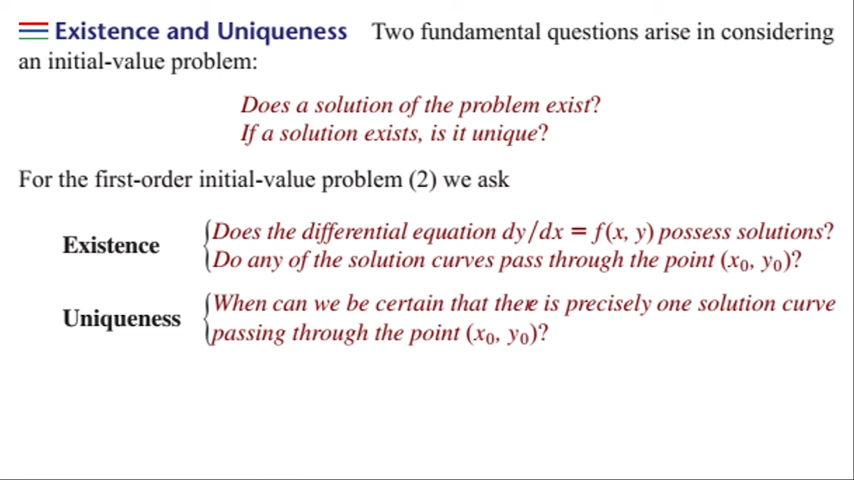 Existence and Uniqueness Two fundamental questions arise in considering
an initial-value problem:
Does a solution of the problem exist?
If a solution exists, is it unique?
For the first-order initial-value problem (2) we ask
Existence {Does the differential equation dy/dx = f(x, y) possess solutions?
Do any of the solution curves pass through the point (x₀, y₀)?
Uniqueness {When can we be certain that there is precisely one solution curve
passing through the point (x₀, y₀)?